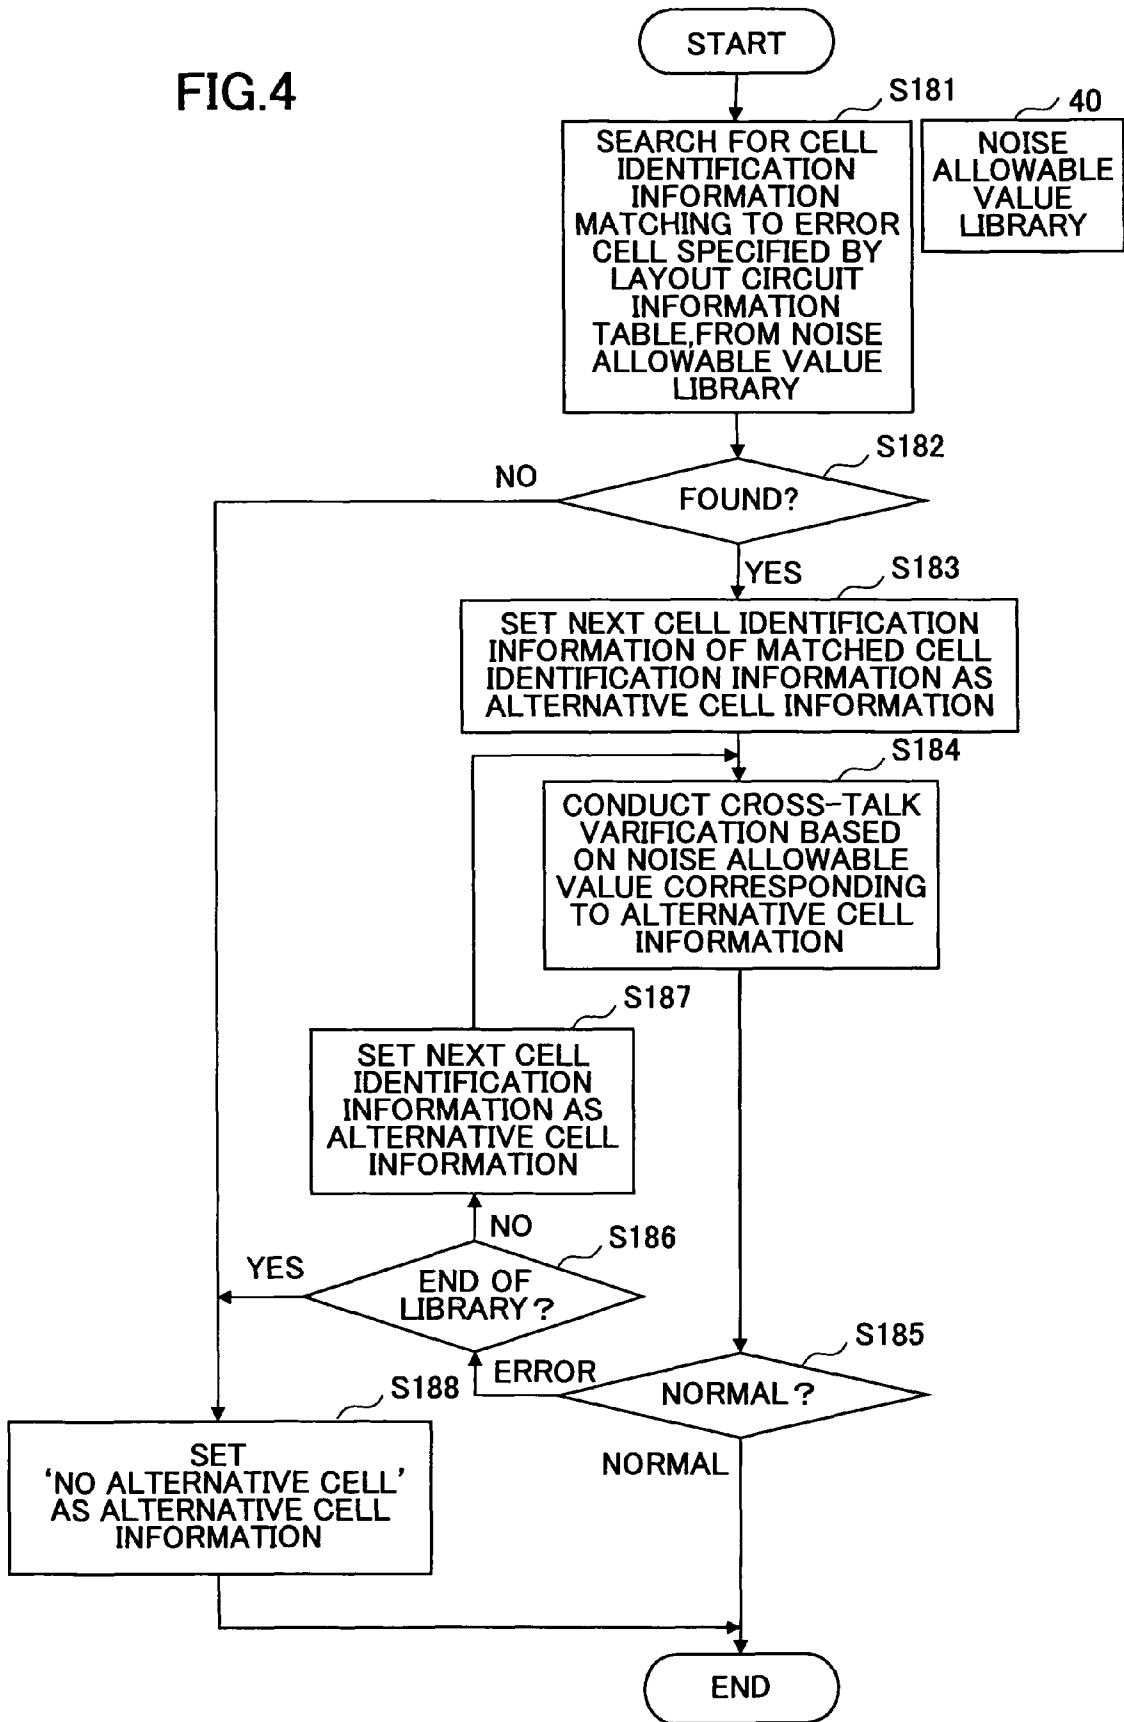 START
FIG.4
S181
40
SEARCH FOR CELL
IDENTIFICATION
INFORMATION
MATCHING TO ERROR
CELL SPECIFIED BY
LAYOUT CIRCUIT
INFORMATION
TABLE,FROM NOISE
ALLOWABLE VALUE
LIBRARY
NOISE
ALLOWABLE
VALUE
LIBRARY
S182
NO
FOUND?
YES
S183
SET NEXT CELL IDENTIFICATION
INFORMATION OF MATCHED CELL
IDENTIFICATION INFORMATION AS
ALTERNATIVE CELL INFORMATION
S184
CONDUCT CROSS-TALK
VARIFICATION BASED
ON NOISE ALLOWABLE
VALUE CORRESPONDING
TO ALTERNATIVE CELL
INFORMATION
S187
SET NEXT CELL
IDENTIFICATION
INFORMATION AS
ALTERNATIVE CELL
INFORMATION
NO
S186
YES
END OF
LIBRARY?
S185
ERROR
NORMAL?
S188
NORMAL
SET
'NO ALTERNATIVE CELL'
AS ALTERNATIVE CELL
INFORMATION
END